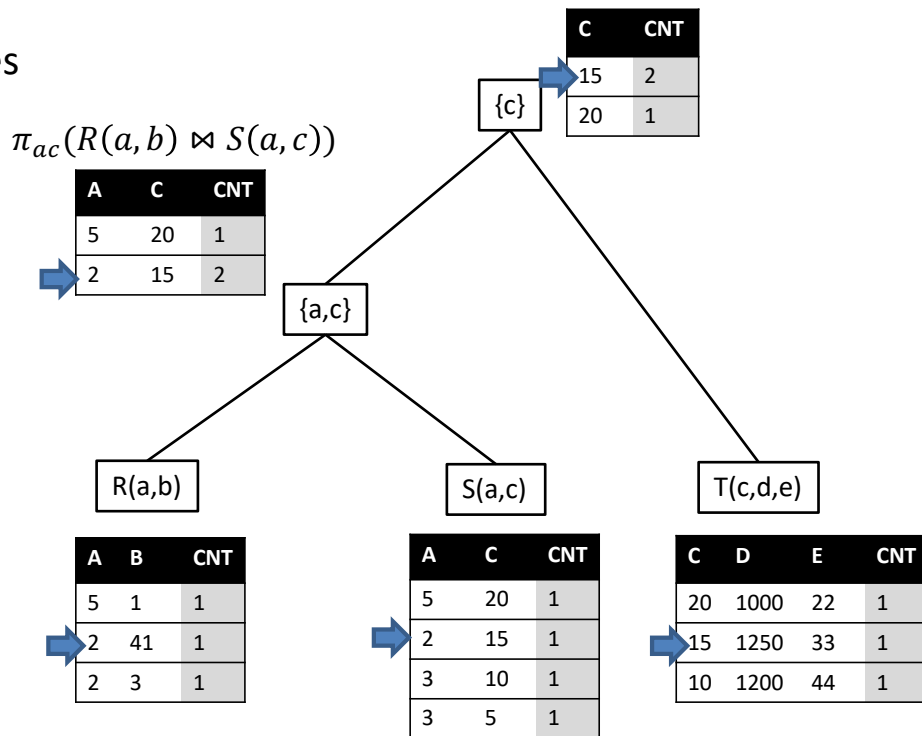 C CNT
15 2
20 1
es
{c}
π_ac(R(a, b) ⋈ S(a, c))
A C CNT
5 20 1
2 15 2
{a,c}
R(a,b)
S(a,c)
T(c,d,e)
A B CNT
5 1 1
2 41 1
2 3 1
A C CNT
5 20 1
2 15 1
3 10 1
3 5 1
C D E CNT
20 1000 22 1
15 1250 33 1
10 1200 44 1